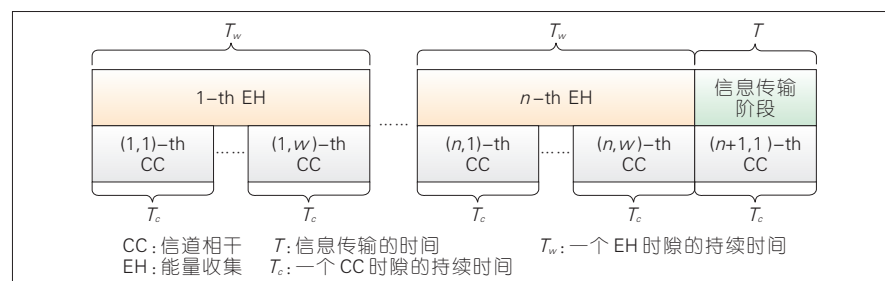 T_w T_w T
1-th EH …… n-th EH 信息传输
阶段
(1,1)-th
CC …… (1,w)-th
CC (n,1)-th
CC …… (n,w)-th
CC (n+1,1)-th
CC
T_c T_c T_c T_c T_c
CC:信道相干 T:信息传输的时间 T_w:一个 EH 时隙的持续时间
EH:能量收集 T_c:一个 CC 时隙的持续时间